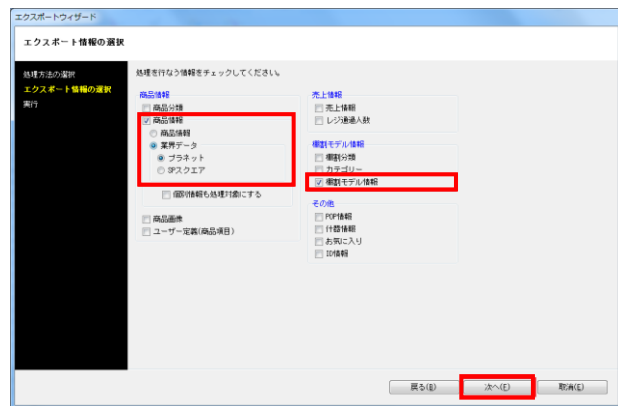 エクスポートウィザード
エクスポート情報の選択
処理方法の選択
エクスポート情報の選択
実行
処理を行なう情報をチェックしてください。
商品情報
商品分類
商品情報
商品情報
業界データ
プラネット
SPスクエア
個別情報も処理対象にする
商品画像
ユーザー定義(商品項目)
売上情報
売上情報
レジ通過人数
棚割モデル情報
棚割分類
カテゴリー
棚割モデル情報
その他
POP情報
什器情報
お気に入り
ID情報
戻る(B)
次へ(F)
取消(E)